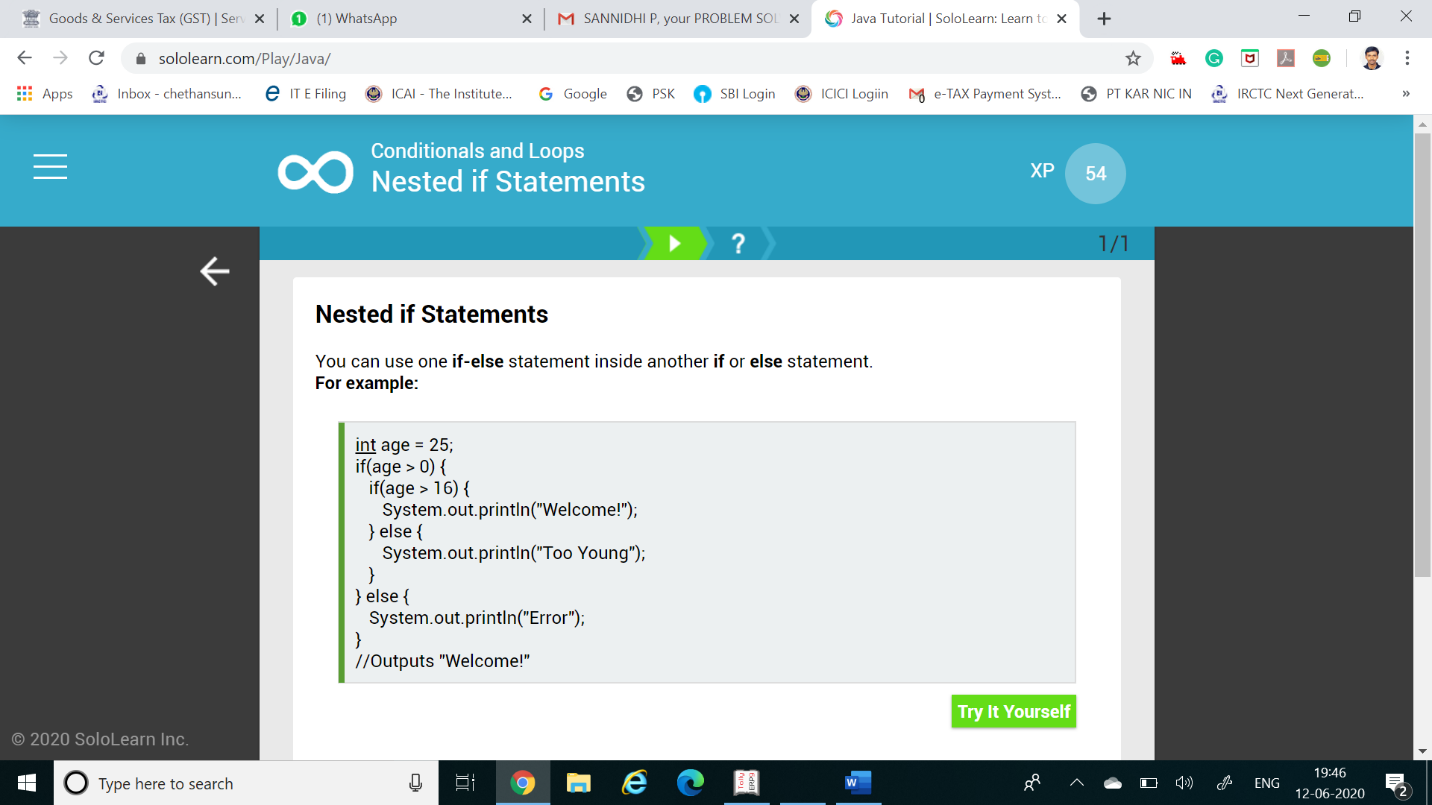 Goods & Services Tax (GST) | Ser
(1) WhatsApp
SANNIDHI P, your PROBLEM SOL
Java Tutorial | SoloLearn: Learn to
sololearn.com/Play/Java/
Apps
Inbox - chethansun...
IT E Filing
ICAI - The Institute...
Google
PSK
SBI Login
ICICI Logiin
e-TAX Payment Syst...
PT KAR NIC IN
IRCTC Next Generat...
»
Conditionals and Loops
Nested if Statements
XP
54
?
1/1
Nested if Statements
You can use one if-else statement inside another if or else statement.
For example:
int age = 25;
if(age > 0) {
if(age > 16) {
System.out.println("Welcome!");
} else {
System.out.println("Too Young");
}
} else {
System.out.println("Error");
}
//Outputs "Welcome!"
Try It Yourself
© 2020 SoloLearn Inc.
Type here to search
ENG
19:46
12-06-2020
2